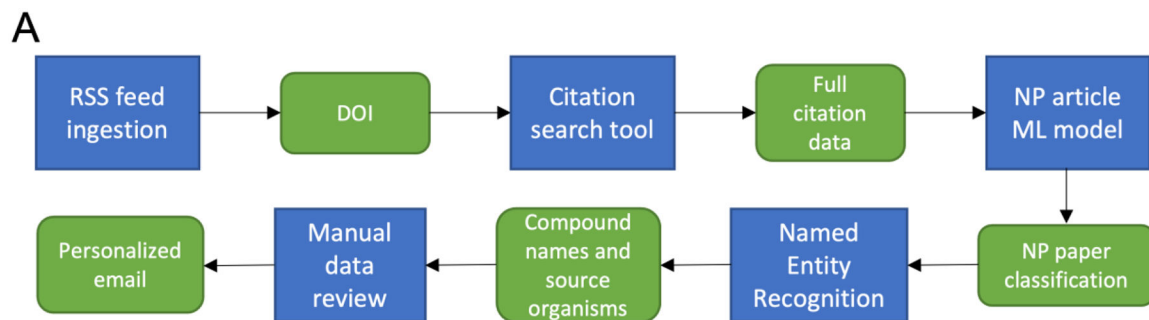 A
RSS feed
ingestion
DOI
Citation
search tool
Full
citation
data
NP article
ML model
Personalized
email
Manual
data
review
Compound
names and
source
organisms
Named
Entity
Recognition
NP paper
classification